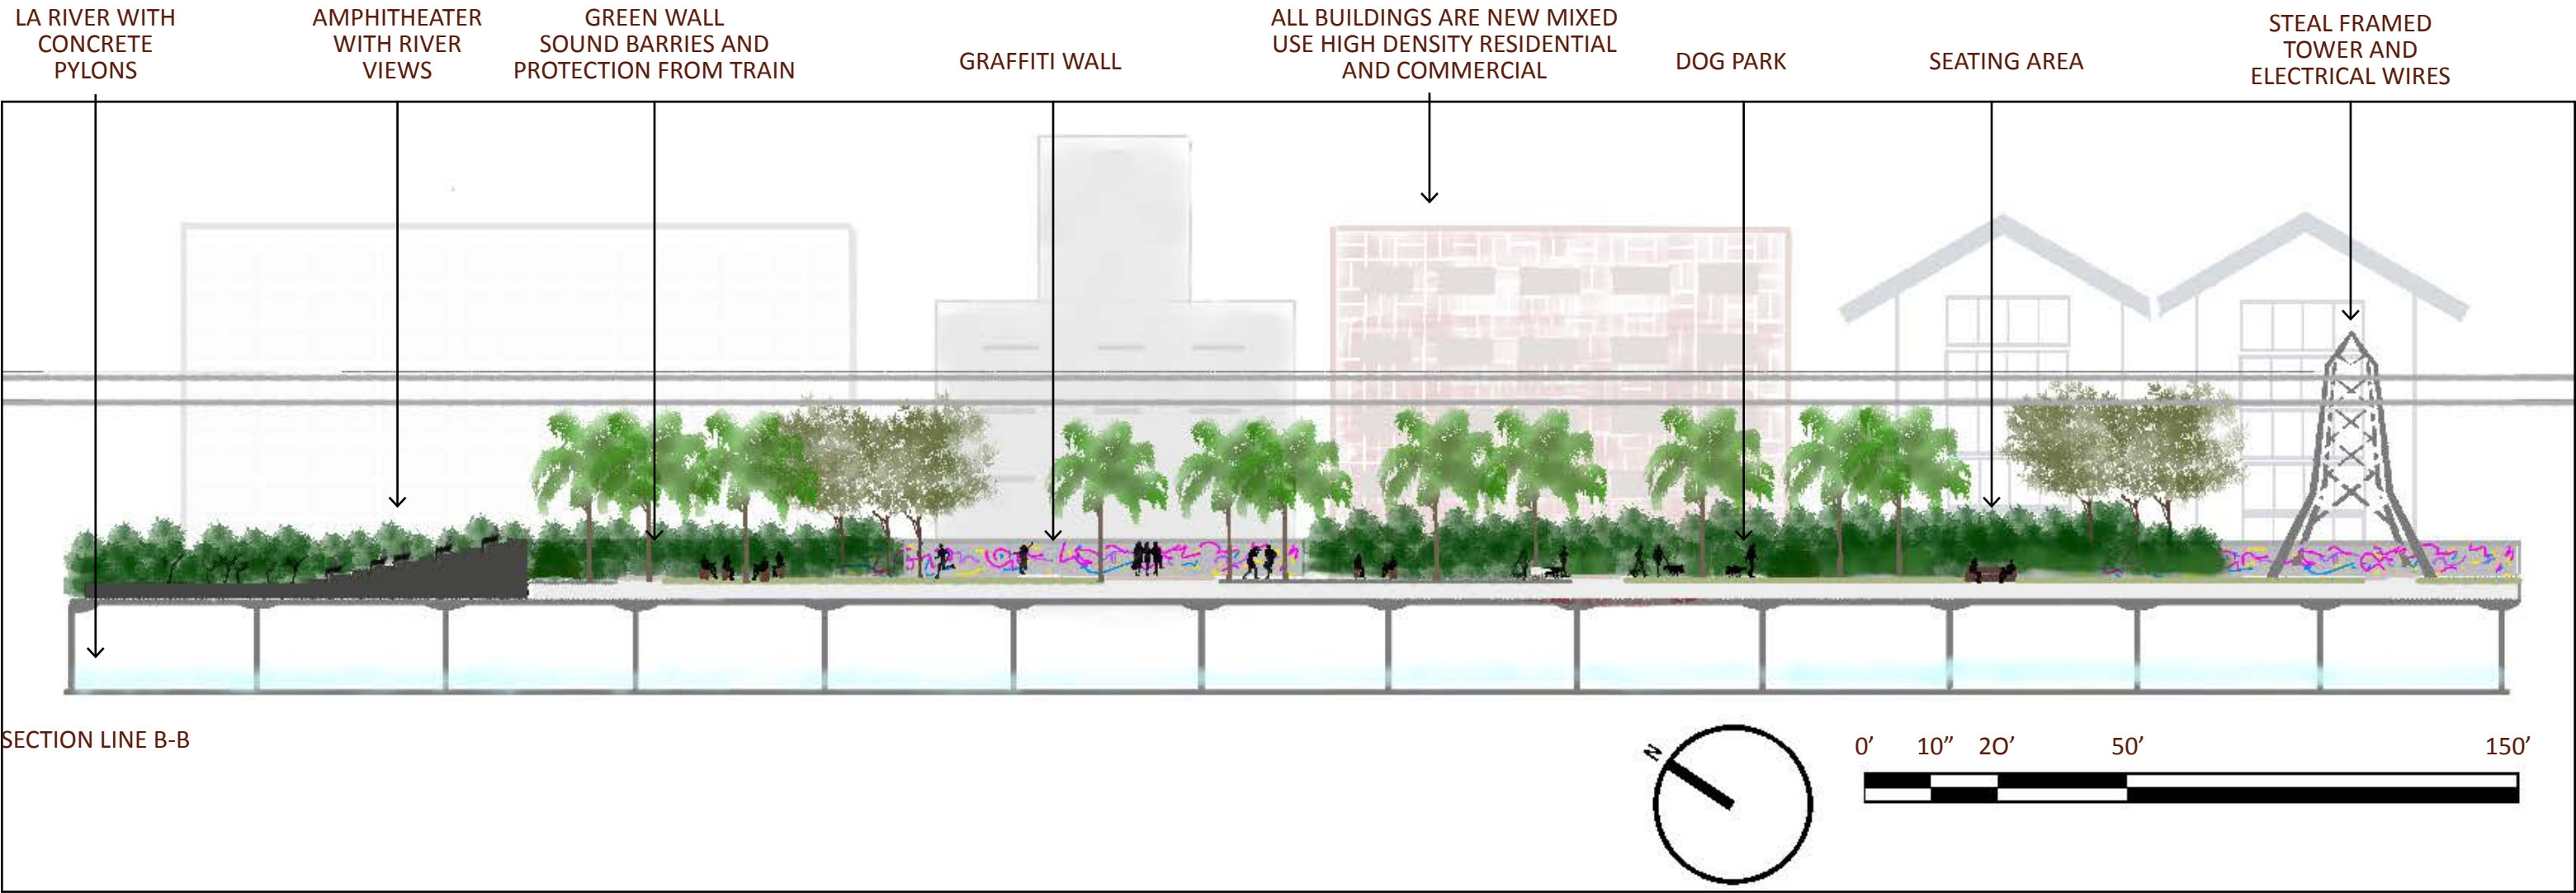 LA RIVER WITH
CONCRETE
PYLONS
AMPHITHEATER
WITH RIVER
VIEWS
GREEN WALL
SOUND BARRIES AND
PROTECTION FROM TRAIN
GRAFFITI WALL
ALL BUILDINGS ARE NEW MIXED
USE HIGH DENSITY RESIDENTIAL
AND COMMERCIAL
DOG PARK
SEATING AREA
STEAL FRAMED
TOWER AND
ELECTRICAL WIRES
SECTION LINE B-B
N
0’ 10” 2O’ 50’ 150’